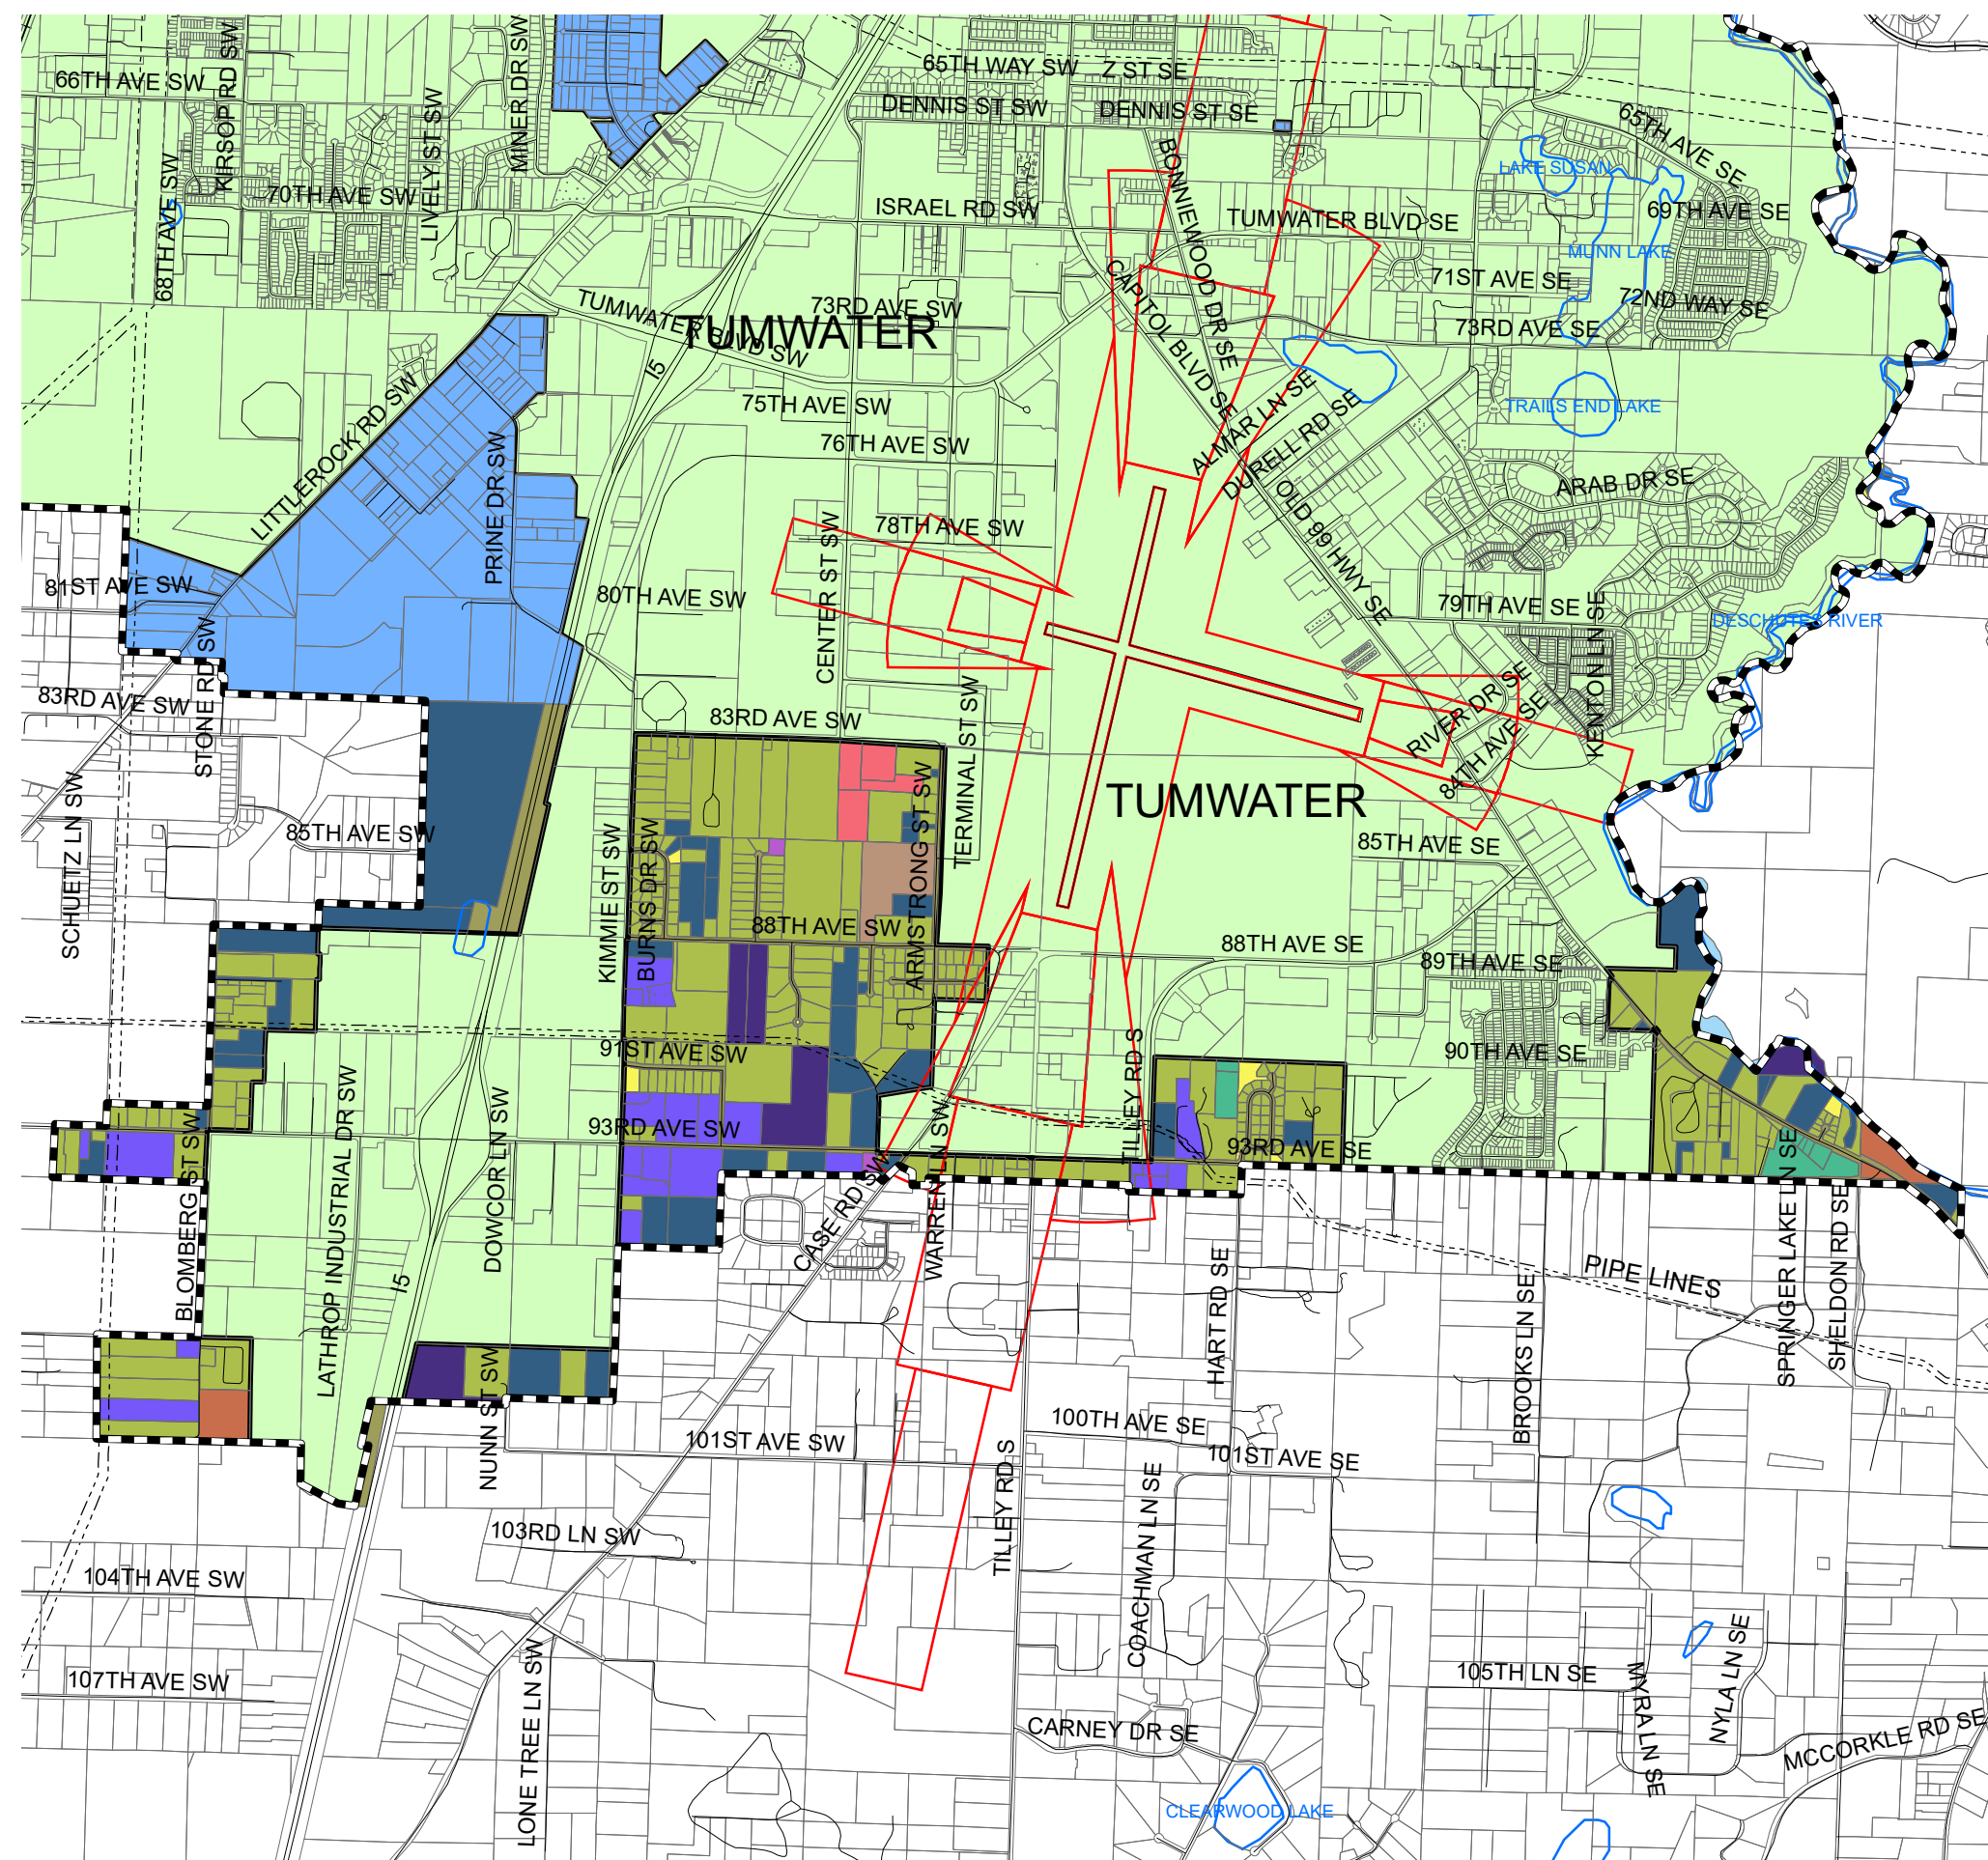 66TH AVE SW
KIRSOP RD SW
LIVELY ST SW
MINER DR SW
65TH WAY SW
Z ST SE
DENNIS ST SW
DENNIS ST SE
65TH AVE SE
LAKE SUSAN
68TH AVE SW
70TH AVE SW
ISRAEL RD SW
BONNIEWOOD DR SE
TUMWATER BLVD SE
69TH AVE SE
MUNN LAKE
71ST AVE SE
72ND WAY SE
73RD AVE SE
TUMWATER BLVD SW
73RD AVE SW
TUMWATER
CAPITOL BLVD SE
I5
LITTLEROCK RD SW
75TH AVE SW
76TH AVE SW
ALMAR LN SE
DURELL RD SE
TRAILS END LAKE
ARAB DR SE
PRINE DR SW
78TH AVE SW
CENTER ST SW
OLD 99 HWY SE
81ST AVE SW
80TH AVE SW
79TH AVE SE
KENTON LN SE
DESCHUTES RIVER
STONE RD SW
83RD AVE SW
83RD AVE SW
TERMINAL ST SW
RIVER DR SE
84TH AVE SE
TUMWATER
SCHUETZ LN SW
85TH AVE SW
85TH AVE SE
KIMMIE ST SW
BURNS DR SW
ARMSTRONG ST SW
88TH AVE SW
88TH AVE SE
89TH AVE SE
91ST AVE SW
90TH AVE SE
TILLEY RD S
LATHROP INDUSTRIAL DR SW
DOWCOR LN SW
93RD AVE SW
93RD AVE SE
BLOMBERG ST SW
CASE RD SW
WARREN LN SW
HART RD SE
PIPE LINES
BROOKS LN SE
SPRINGER LAKE LN SE
SHELDON RD SE
I5
NUNN ST SW
101ST AVE SW
100TH AVE SE
101ST AVE SE
TILLEY RD S
COACHMAN LN SE
103RD LN SW
104TH AVE SW
107TH AVE SW
LONE TREE LN SW
105TH LN SE
MYRA LN SE
NYLA LN SE
CARNEY DR SE
MCCORKLE RD SE
CLEARWOOD LAKE